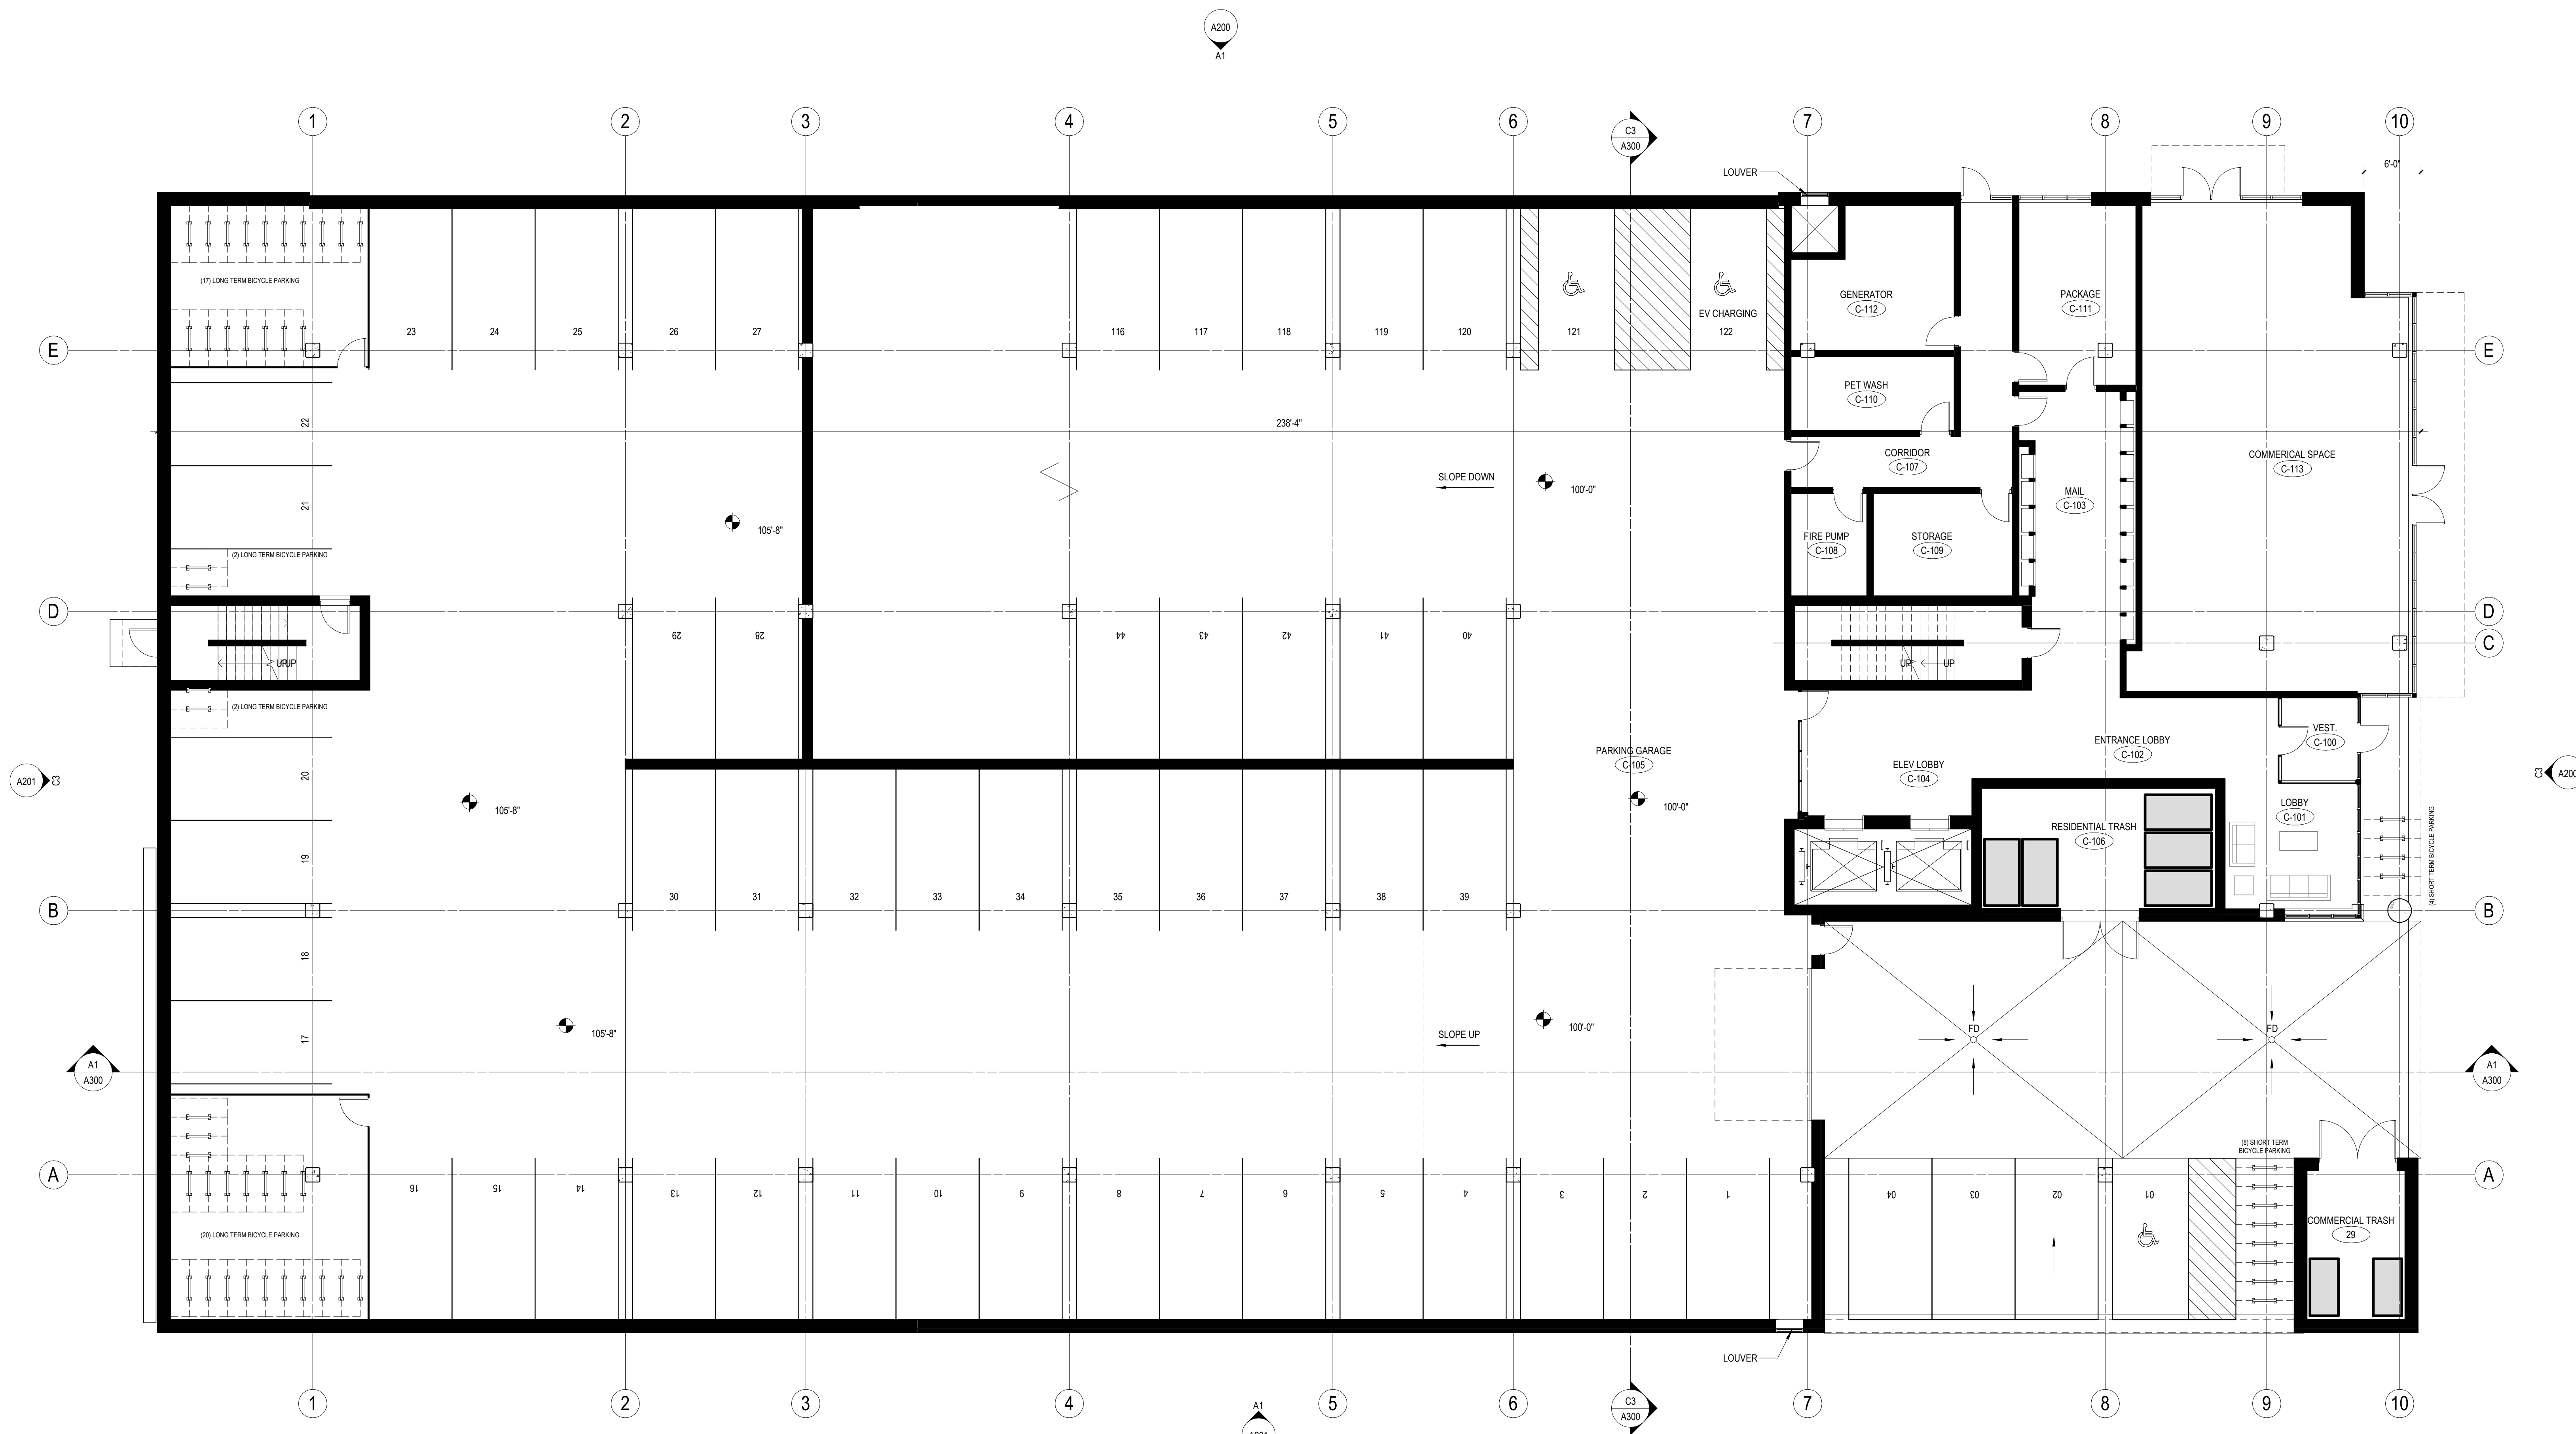 A200
A1
1
2
3
4
5
6
C3
A300
7
8
9
10
LOUVER
6'-0"
(17) LONG TERM BICYCLE PARKING
23
24
25
26
27
116
117
118
119
120
121
EV CHARGING
122
GENERATOR
C-112
PACKAGE
C-111
E
E
PET WASH
C-110
22
238'-4"
CORRIDOR
C-107
COMMERICAL SPACE
C-113
SLOPE DOWN
100'-0"
MAIL
C-103
21
105'-8"
FIRE PUMP
C-108
STORAGE
C-109
(2) LONG TERM BICYCLE PARKING
D
D
29
28
44
43
42
41
40
C
UP
UP
UP
UP
(2) LONG TERM BICYCLE PARKING
VEST.
C-100
ENTRANCE LOBBY
C-102
PARKING GARAGE
C-105
ELEV LOBBY
C-104
A201
C3
20
C3
A200
105'-8"
100'-0"
LOBBY
C-101
RESIDENTIAL TRASH
C-106
(4) SHORT TERM BICYCLE PARKING
19
30
31
32
33
34
35
36
37
38
39
B
B
18
105'-8"
100'-0"
SLOPE UP
FD
FD
17
A1
A300
A1
A300
(8) SHORT TERM
BICYCLE PARKING
A
A
16
15
14
13
12
11
10
9
8
7
6
5
4
3
2
1
04
03
02
01
COMMERCIAL TRASH
29
(20) LONG TERM BICYCLE PARKING
LOUVER
1
2
3
4
5
6
C3
A300
7
8
9
10
A1